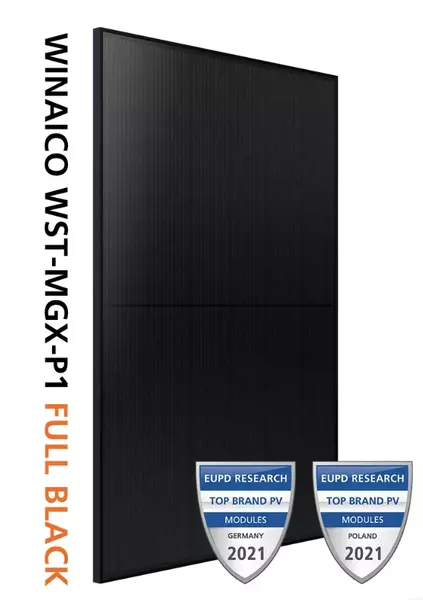 WINAICO WST-MGX-P1 FULL BLACK
EUPD RESEARCH
TOP BRAND PV
MODULES
GERMANY
2021
EUPD RESEARCH
TOP BRAND PV
MODULES
POLAND
2021